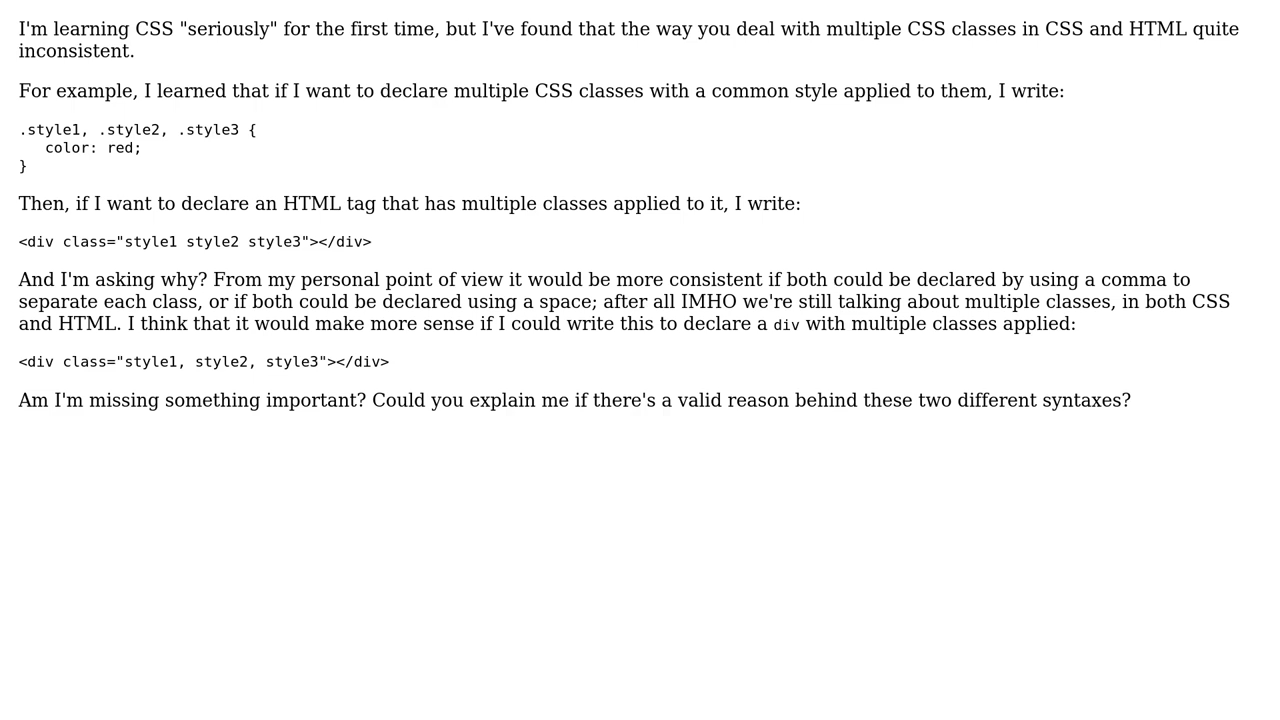 I'm learning CSS "seriously" for the first time, but I've found that the way you deal with multiple CSS classes in CSS and HTML quite
inconsistent.
For example, I learned that if I want to declare multiple CSS classes with a common style applied to them, I write:
.style1, .style2, .style3 {
   color: red;
}
Then, if I want to declare an HTML tag that has multiple classes applied to it, I write:
<div class="style1 style2 style3"></div>
And I'm asking why? From my personal point of view it would be more consistent if both could be declared by using a comma to
separate each class, or if both could be declared using a space; after all IMHO we're still talking about multiple classes, in both CSS
and HTML. I think that it would make more sense if I could write this to declare a div with multiple classes applied:
<div class="style1, style2, style3"></div>
Am I'm missing something important? Could you explain me if there's a valid reason behind these two different syntaxes?